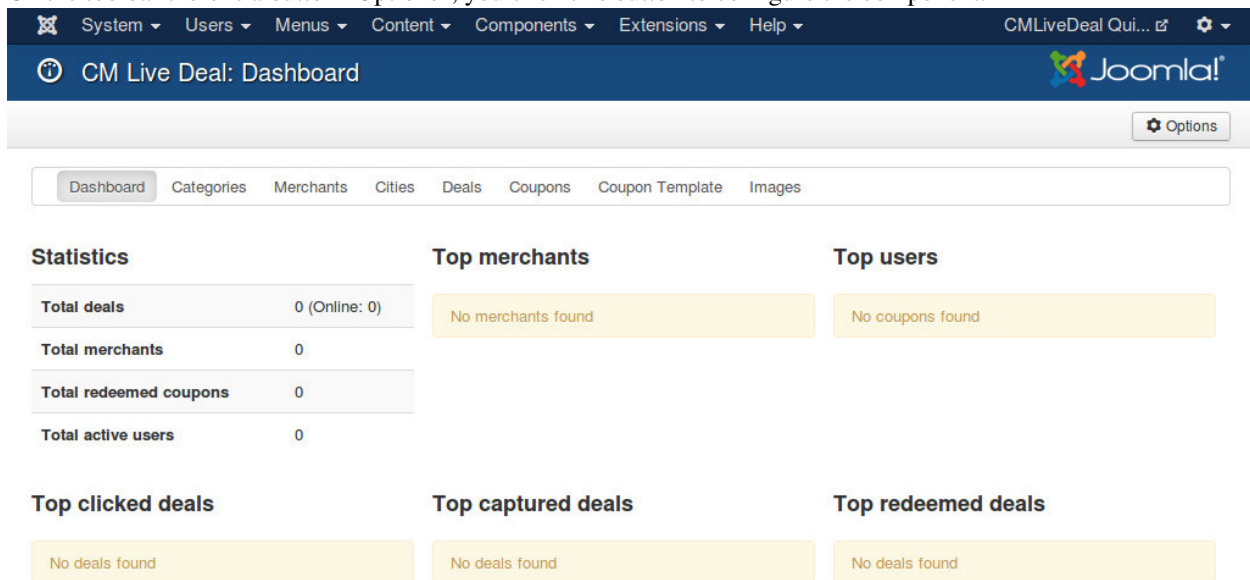 System Users Menus Content Components Extensions Help CMLiveDeal Qui...
CM Live Deal: Dashboard Joomla!
Options
Dashboard Categories Merchants Cities Deals Coupons Coupon Template Images
Statistics Top merchants Top users
Total deals 0 (Online: 0) No merchants found No coupons found
Total merchants 0
Total redeemed coupons 0
Total active users 0
Top clicked deals Top captured deals Top redeemed deals
No deals found No deals found No deals found